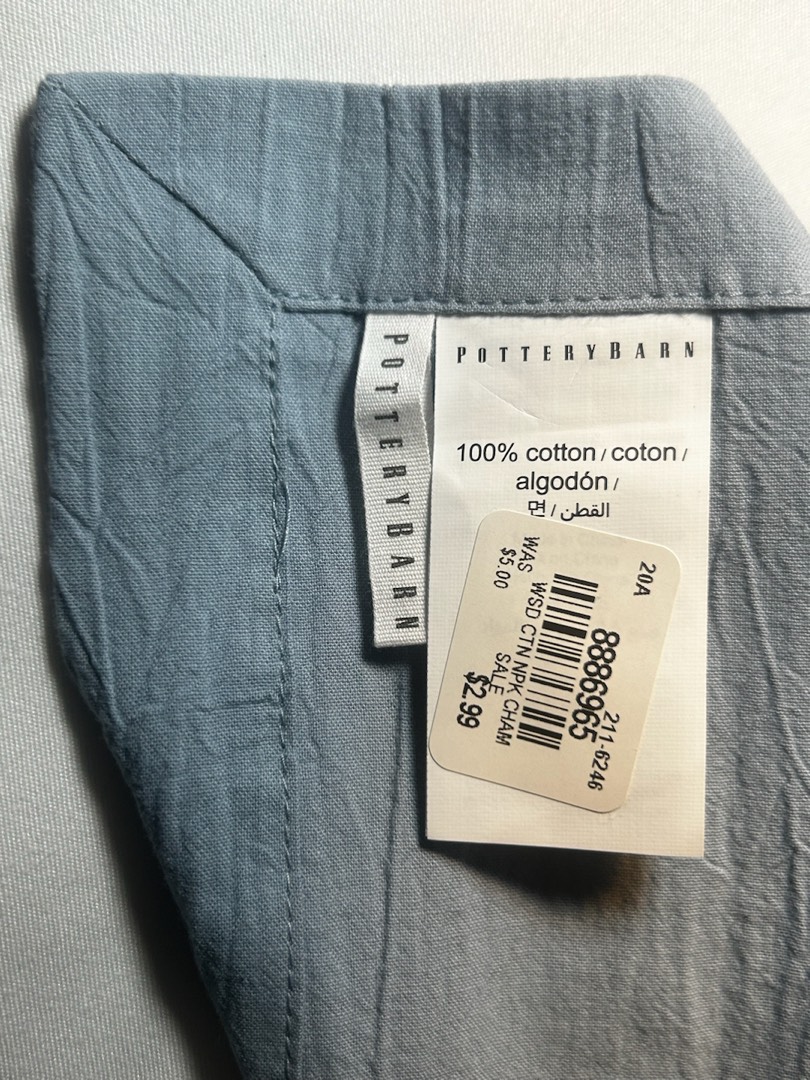 POTTERYBARN
POTTERYBARN
100% cotton / coton /
algodón /
면 / القطن
20A
211-6246
8886965
WSD CTN NPK CHAM
WAS SALE
$5.00 $2.99